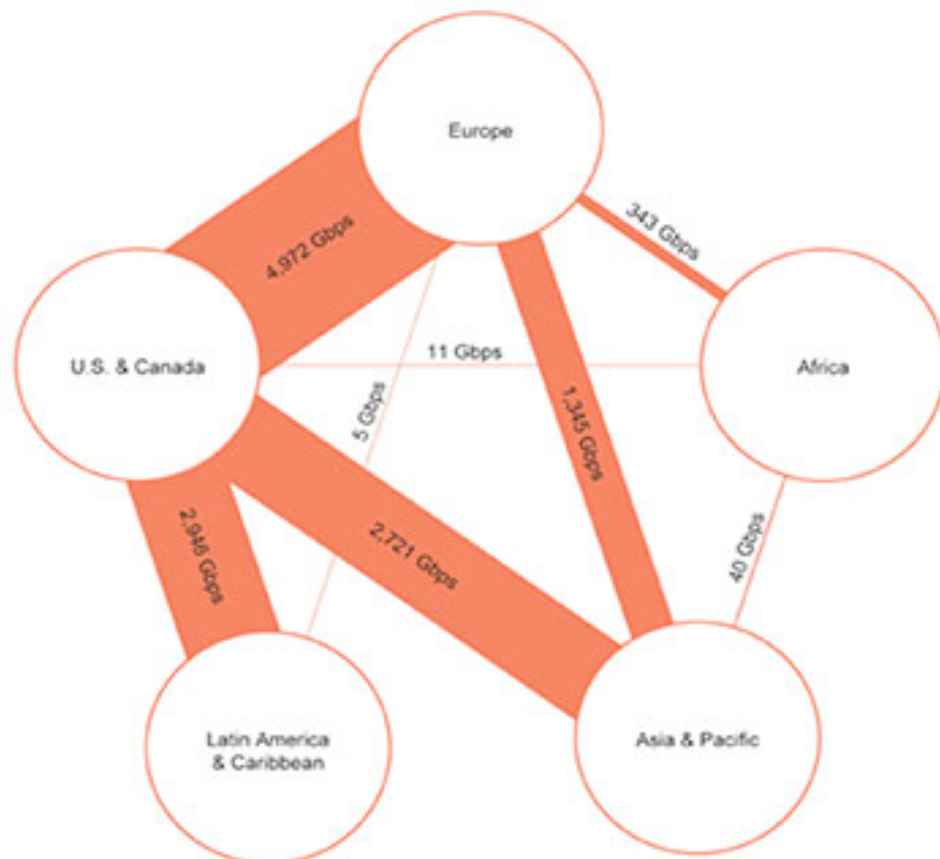 Europe
4,972 Gbps
343 Gbps
U.S. & Canada
11 Gbps
Africa
5 Gbps
1,345 Gbps
2,946 Gbps
2,721 Gbps
40 Gbps
Latin America
& Caribbean
Asia & Pacific